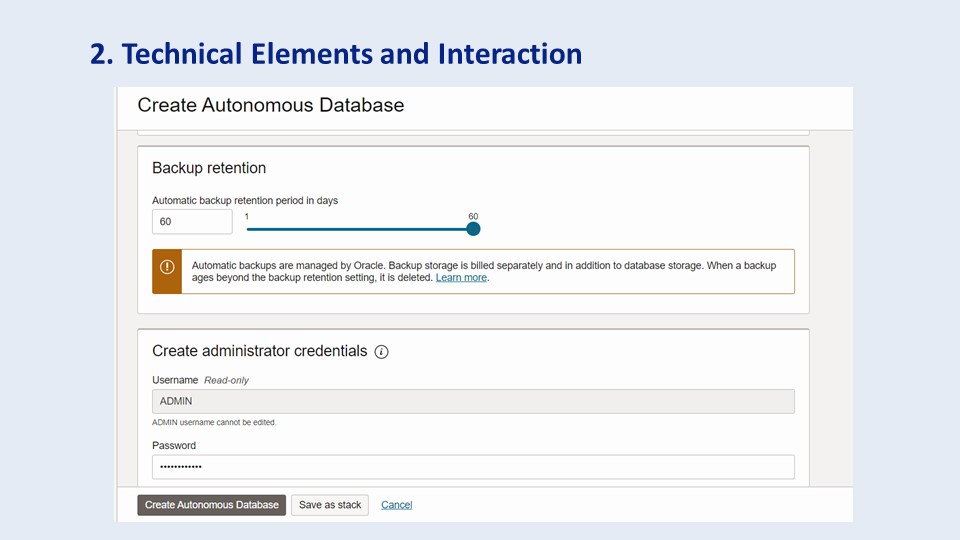 2. Technical Elements and Interaction
Create Autonomous Database
Backup retention
Automatic backup retention period in days
60
1
60
Automatic backups are managed by Oracle. Backup storage is billed separately and in addition to database storage. When a backup
ages beyond the backup retention setting, it is deleted. Learn more.
Create administrator credentials
Username Read-only
ADMIN
ADMIN username cannot be edited.
Password
••••••••••••
Create Autonomous Database
Save as stack
Cancel